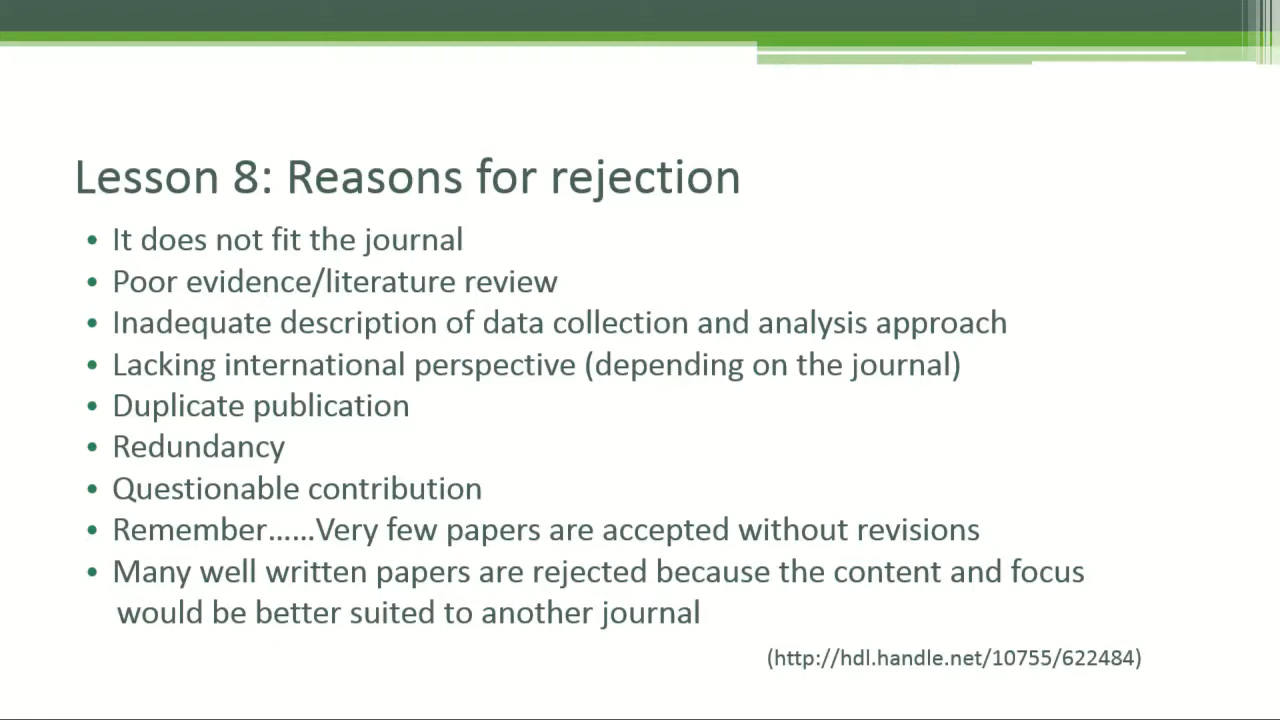 Lesson 8: Reasons for rejection
• It does not fit the journal
• Poor evidence/literature review
• Inadequate description of data collection and analysis approach
• Lacking international perspective (depending on the journal)
• Duplicate publication
• Redundancy
• Questionable contribution
• Remember......Very few papers are accepted without revisions
• Many well written papers are rejected because the content and focus
would be better suited to another journal
(http://hdl.handle.net/10755/622484)